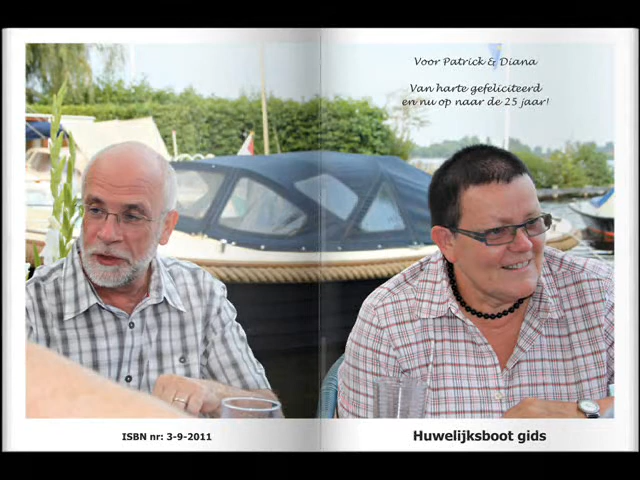 Voor Patrick & Diana
Van harte gefeliciteerd
en nu op naar de 25 jaar!
ISBN nr: 3-9-2011
Huwelijksboot gids